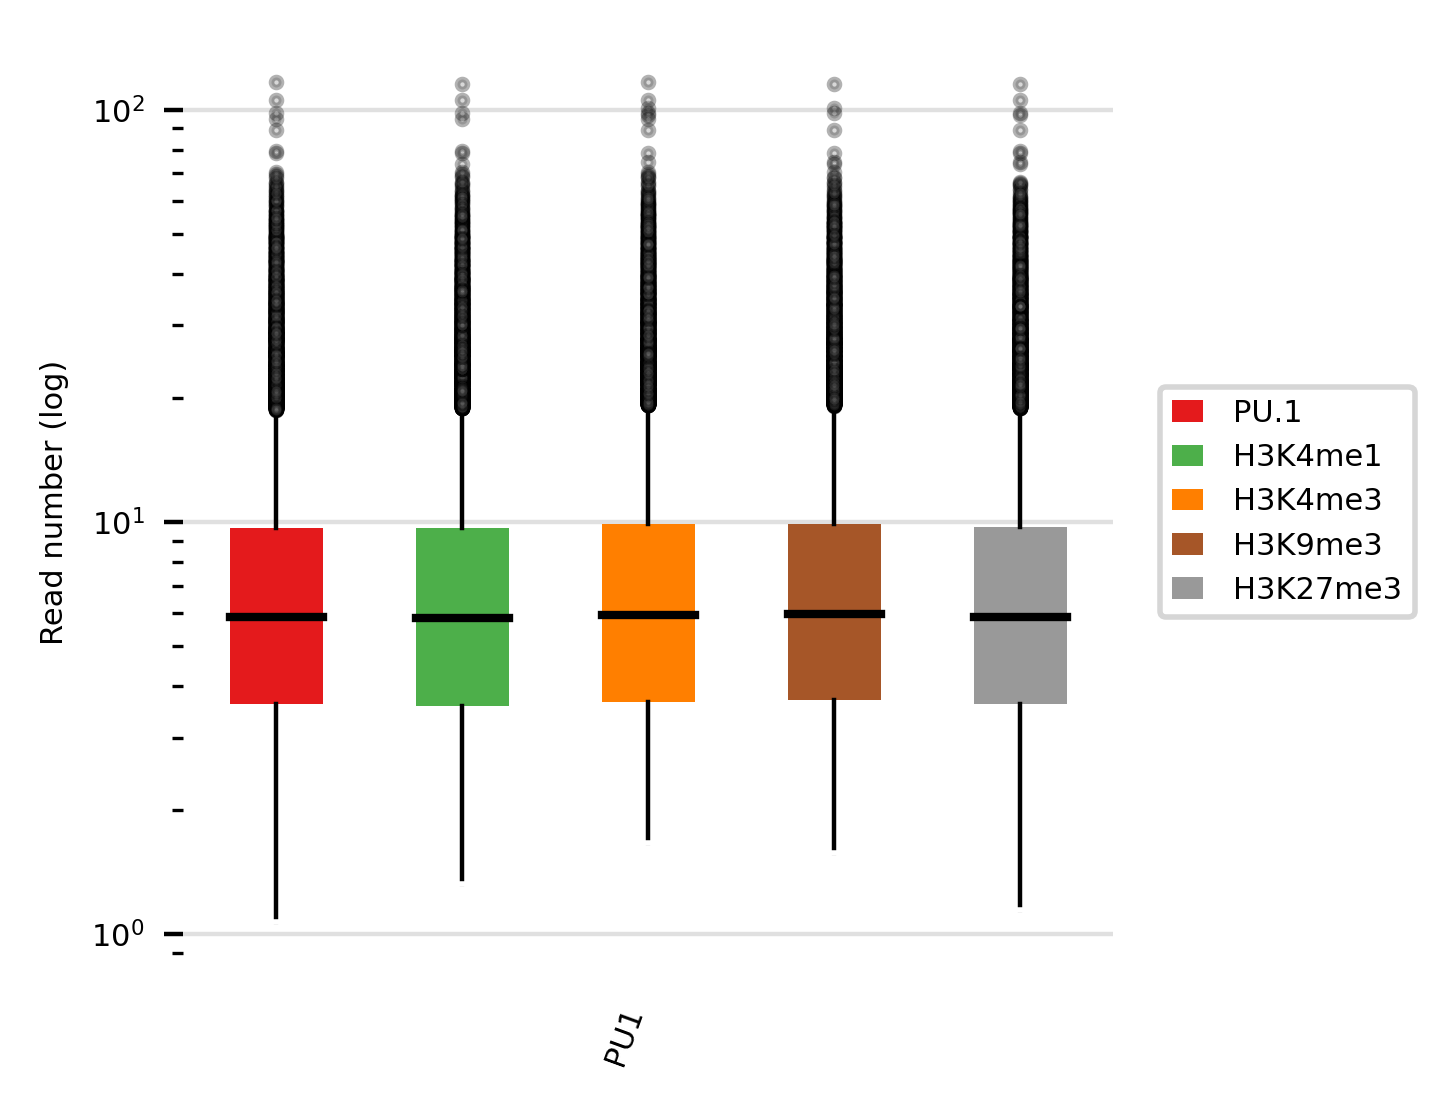 10²
10¹
10⁰
Read number (log)
PU1
PU.1
H3K4me1
H3K4me3
H3K9me3
H3K27me3